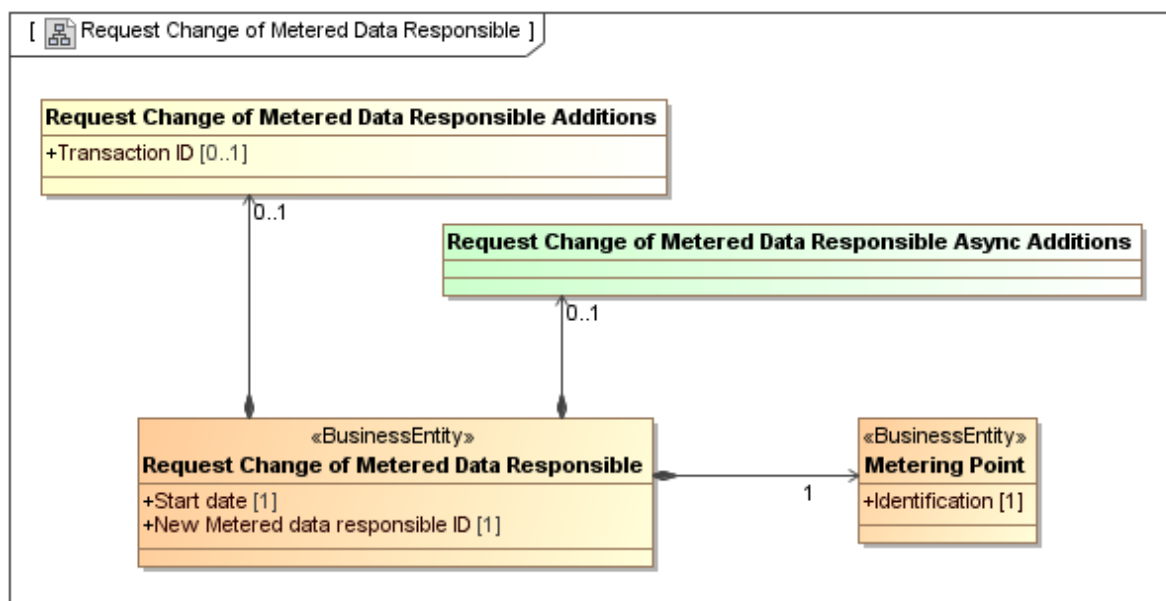 [ Request Change of Metered Data Responsible ]
Request Change of Metered Data Responsible Additions
+Transaction ID [0..1]
0..1
Request Change of Metered Data Responsible Async Additions
0..1
«BusinessEntity»
Request Change of Metered Data Responsible
+Start date [1]
+New Metered data responsible ID [1]
1
«BusinessEntity»
Metering Point
+Identification [1]